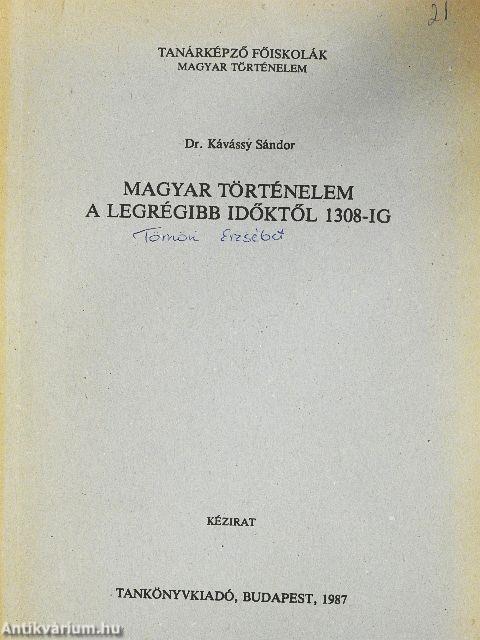 21
TANÁRKÉPZŐ FŐISKOLÁK
MAGYAR TÖRTÉNELEM
Dr. Kávássy Sándor
MAGYAR TÖRTÉNELEM
A LEGRÉGIBB IDŐKTŐL 1308-IG
Tömöri Erzsébet
KÉZIRAT
TANKÖNYVKIADÓ, BUDAPEST, 1987
Antikvárium.hu